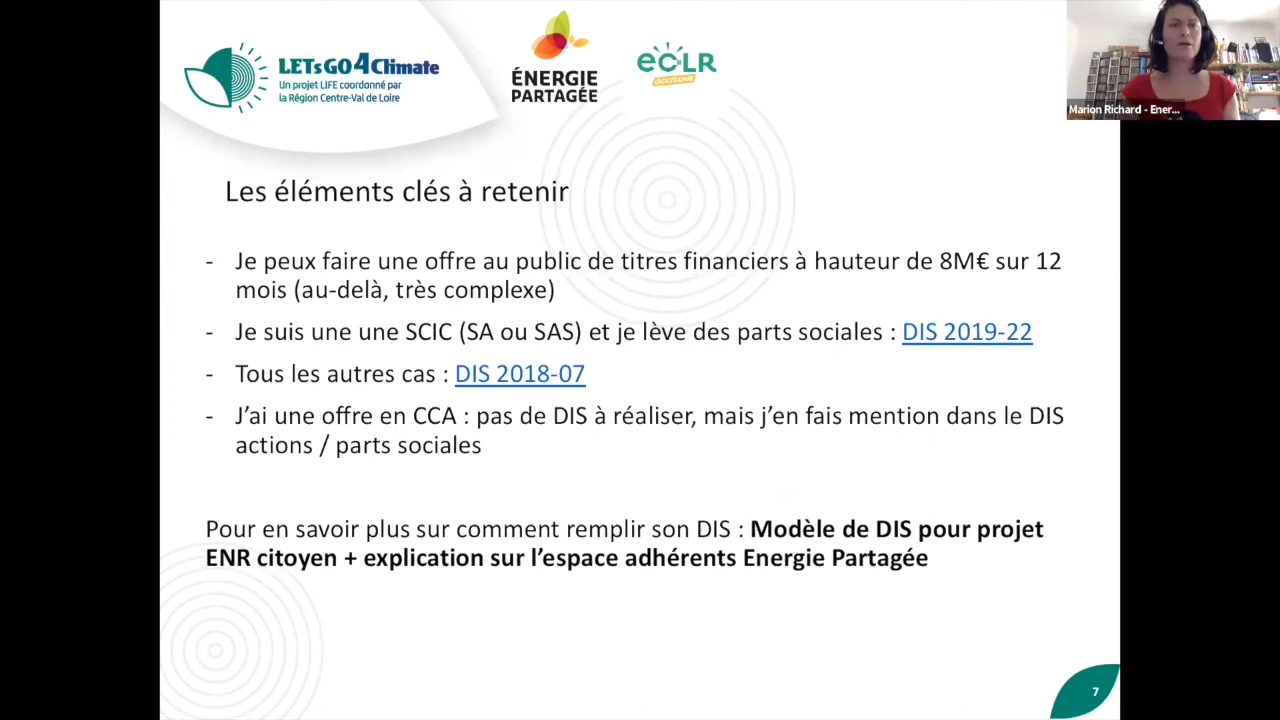 LETsGO4Climate
Un projet LIFE coordonné par
la Région Centre-Val de Loire
ÉNERGIE
PARTAGÉE
eCLR
OCCITANIE
Marion Richard - Ener...
Les éléments clés à retenir
- Je peux faire une offre au public de titres financiers à hauteur de 8M€ sur 12
mois (au-delà, très complexe)
- Je suis une une SCIC (SA ou SAS) et je lève des parts sociales : DIS 2019-22
- Tous les autres cas : DIS 2018-07
- J’ai une offre en CCA : pas de DIS à réaliser, mais j’en fais mention dans le DIS
actions / parts sociales
Pour en savoir plus sur comment remplir son DIS : Modèle de DIS pour projet
ENR citoyen + explication sur l’espace adhérents Energie Partagée
7